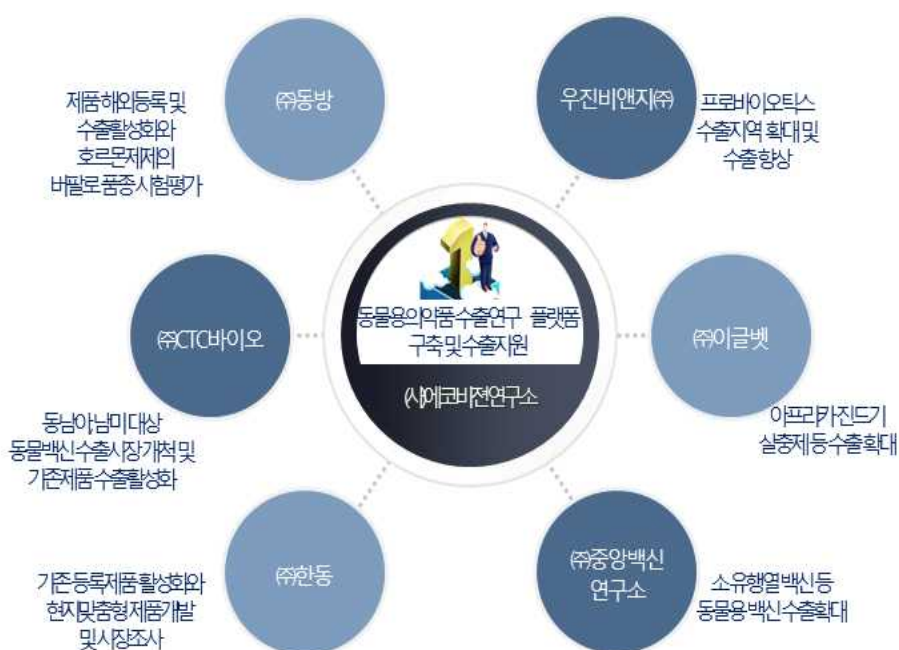 ㈜동방
제품 해외등록 및
수출활성화와
호르몬제제의
버팔로 품종 시험평가
우진비앤지㈜
프로바이오틱스
수출지역 확대 및
수출 향상
동물용의약품 수출연구 플랫폼
구축 및 수출지원
(사)에코비전연구소
㈜CTC바이오
동남아,남미 대상
동물백신 수출시장 개척 및
기존제품 수출활성화
㈜이글벳
아프리카 진드기
살충제 등 수출 확대
㈜한동
기존 등록제품 활성화와
현지맞춤형 제품개발
및 시장조사
㈜중앙백신
연구소
소 유행열 백신 등
동물용 백신 수출확대